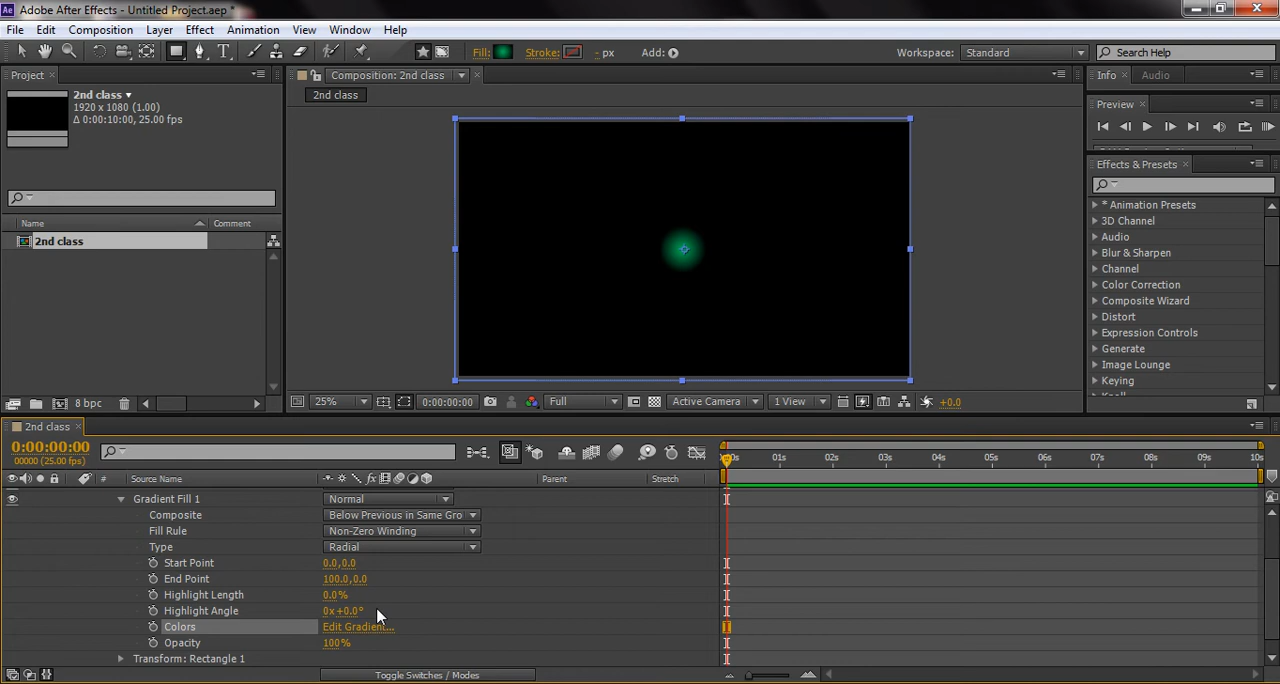 Ae Adobe After Effects - Untitled Project.aep *
File Edit Composition Layer Effect Animation View Window Help
Fill: Stroke: - px Add: Workspace: Standard Search Help
Project Composition: 2nd class Info Audio
2nd class
2nd class
1920 x 1080 (1.00)
Δ 0:00:10:00, 25.00 fps
Preview
Effects & Presets
* Animation Presets
3D Channel
Audio
Blur & Sharpen
Channel
Color Correction
Composite Wizard
Distort
Expression Controls
Generate
Image Lounge
Keying
Name Comment
2nd class
8 bpc
25% 0:00:00:00 Full Active Camera 1 View +0.0
2nd class
0:00:00:00
00000 (25.00 fps)
00s 01s 02s 03s 04s 05s 06s 07s 08s 09s 10s
# Source Name Parent Stretch
Gradient Fill 1 Normal
Composite Below Previous in Same Gro
Fill Rule Non-Zero Winding
Type Radial
Start Point 0.0,0.0
End Point 100.0,0.0
Highlight Length 0.0%
Highlight Angle 0x+0.0°
Colors Edit Gradient...
Opacity 100%
Transform: Rectangle 1
Toggle Switches / Modes